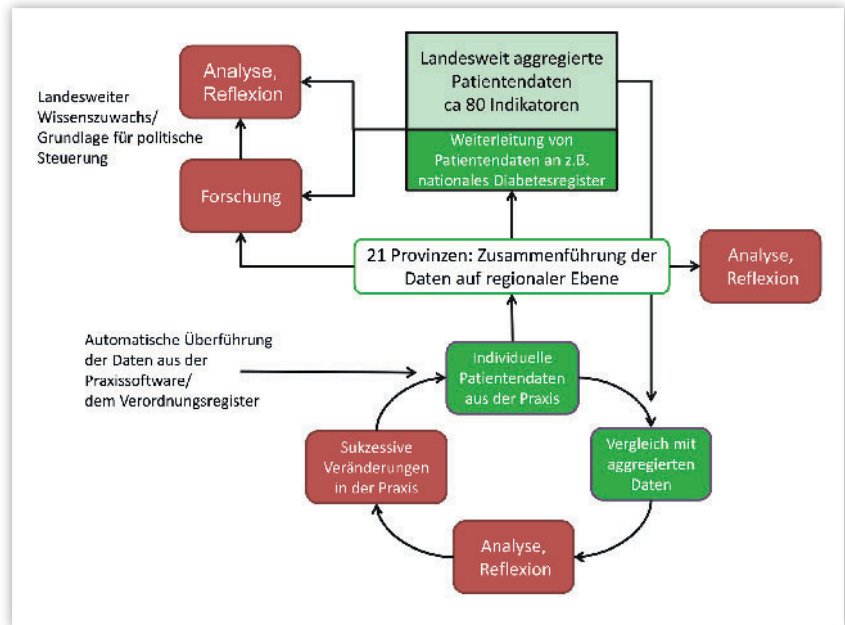 Analyse,
Reflexion
Landesweit aggregierte
Patientendaten
ca 80 Indikatoren
Landesweiter
Wissenszuwachs/
Grundlage für politische
Steuerung
Weiterleitung von
Patientendaten an z.B.
nationales Diabetesregister
Forschung
21 Provinzen: Zusammenführung der
Daten auf regionaler Ebene
Analyse,
Reflexion
Automatische Überführung
der Daten aus der
Praxissoftware/
dem Verordnungsregister
Individuelle
Patientendaten
aus der Praxis
Sukzessive
Veränderungen
in der Praxis
Vergleich mit
aggregierten
Daten
Analyse,
Reflexion